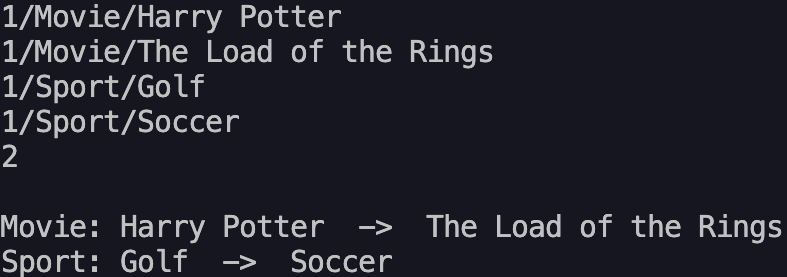 1/Movie/Harry Potter
1/Movie/The Load of the Rings
1/Sport/Golf
1/Sport/Soccer
2
Movie: Harry Potter  ->  The Load of the Rings
Sport: Golf  ->  Soccer